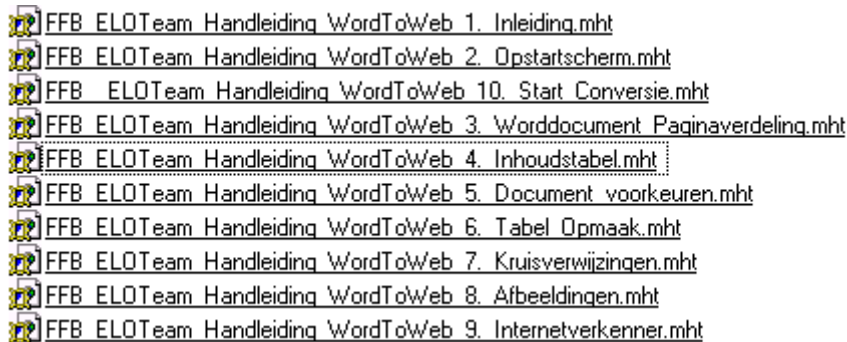 FFB ELOTeam Handleiding WordToWeb 1. Inleiding.mht
FFB ELOTeam Handleiding WordToWeb 2. Opstartscherm.mht
FFB  ELOTeam Handleiding WordToWeb 10. Start Conversie.mht
FFB ELOTeam Handleiding WordToWeb 3. Worddocument Paginaverdeling.mht
FFB ELOTeam Handleiding WordToWeb 4. Inhoudstabel.mht
FFB ELOTeam Handleiding WordToWeb 5. Document voorkeuren.mht
FFB ELOTeam Handleiding WordToWeb 6. Tabel Opmaak.mht
FFB ELOTeam Handleiding WordToWeb 7. Kruisverwijzingen.mht
FFB ELOTeam Handleiding WordToWeb 8. Afbeeldingen.mht
FFB ELOTeam Handleiding WordToWeb 9. Internetverkenner.mht